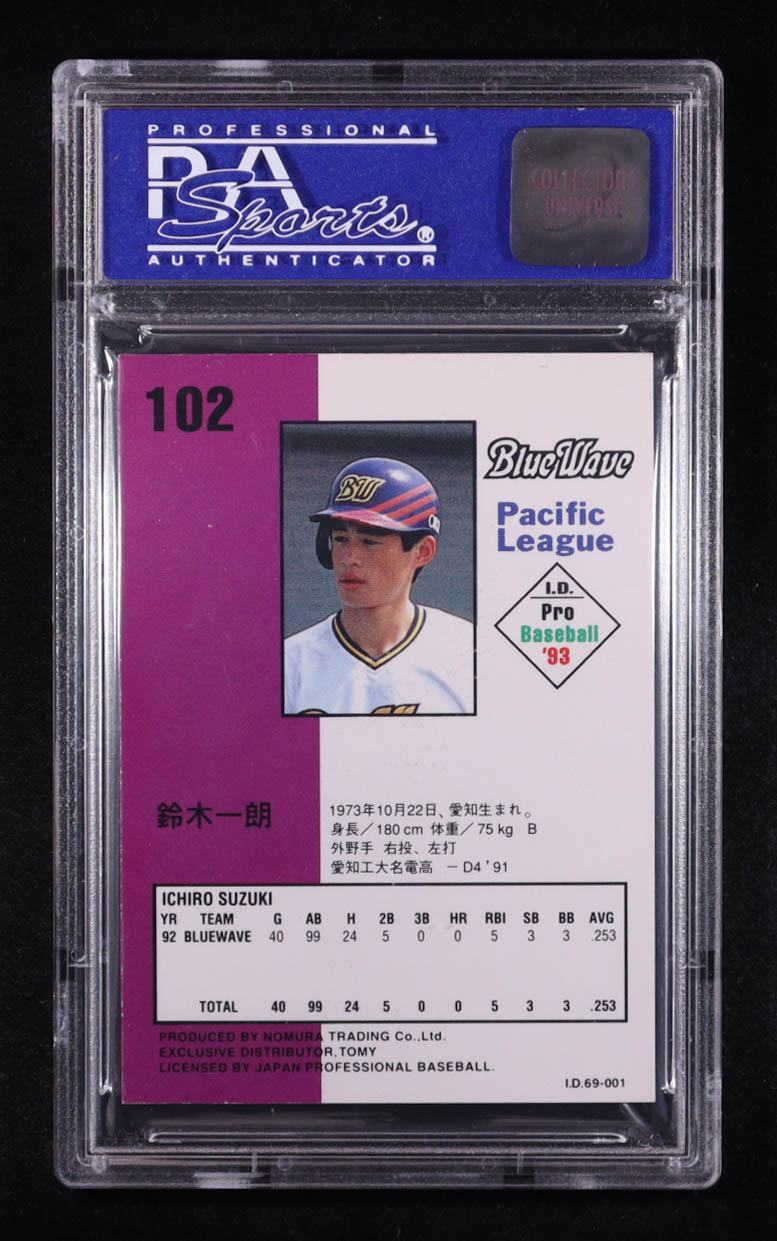 PROFESSIONAL
PSA
Sports®
AUTHENTICATOR
COLLECTORS
UNIVERSE
102
BlueWave
Pacific
League
BW
I.D.
Pro
Baseball
'93
鈴木一朗
1973年10月22日、愛知生まれ。
身長/180cm 体重/75kg B
外野手 右投、左打
愛知工大名電高 －D4 '91
ICHIRO SUZUKI
YR TEAM G AB H 2B 3B HR RBI SB BB AVG
92 BLUEWAVE 40 99 24 5 0 0 5 3 3 .253
TOTAL 40 99 24 5 0 0 5 3 3 .253
PRODUCED BY NOMURA TRADING Co.,Ltd.
EXCLUSIVE DISTRIBUTOR,TOMY
LICENSED BY JAPAN PROFESSIONAL BASEBALL.
I.D.69-001